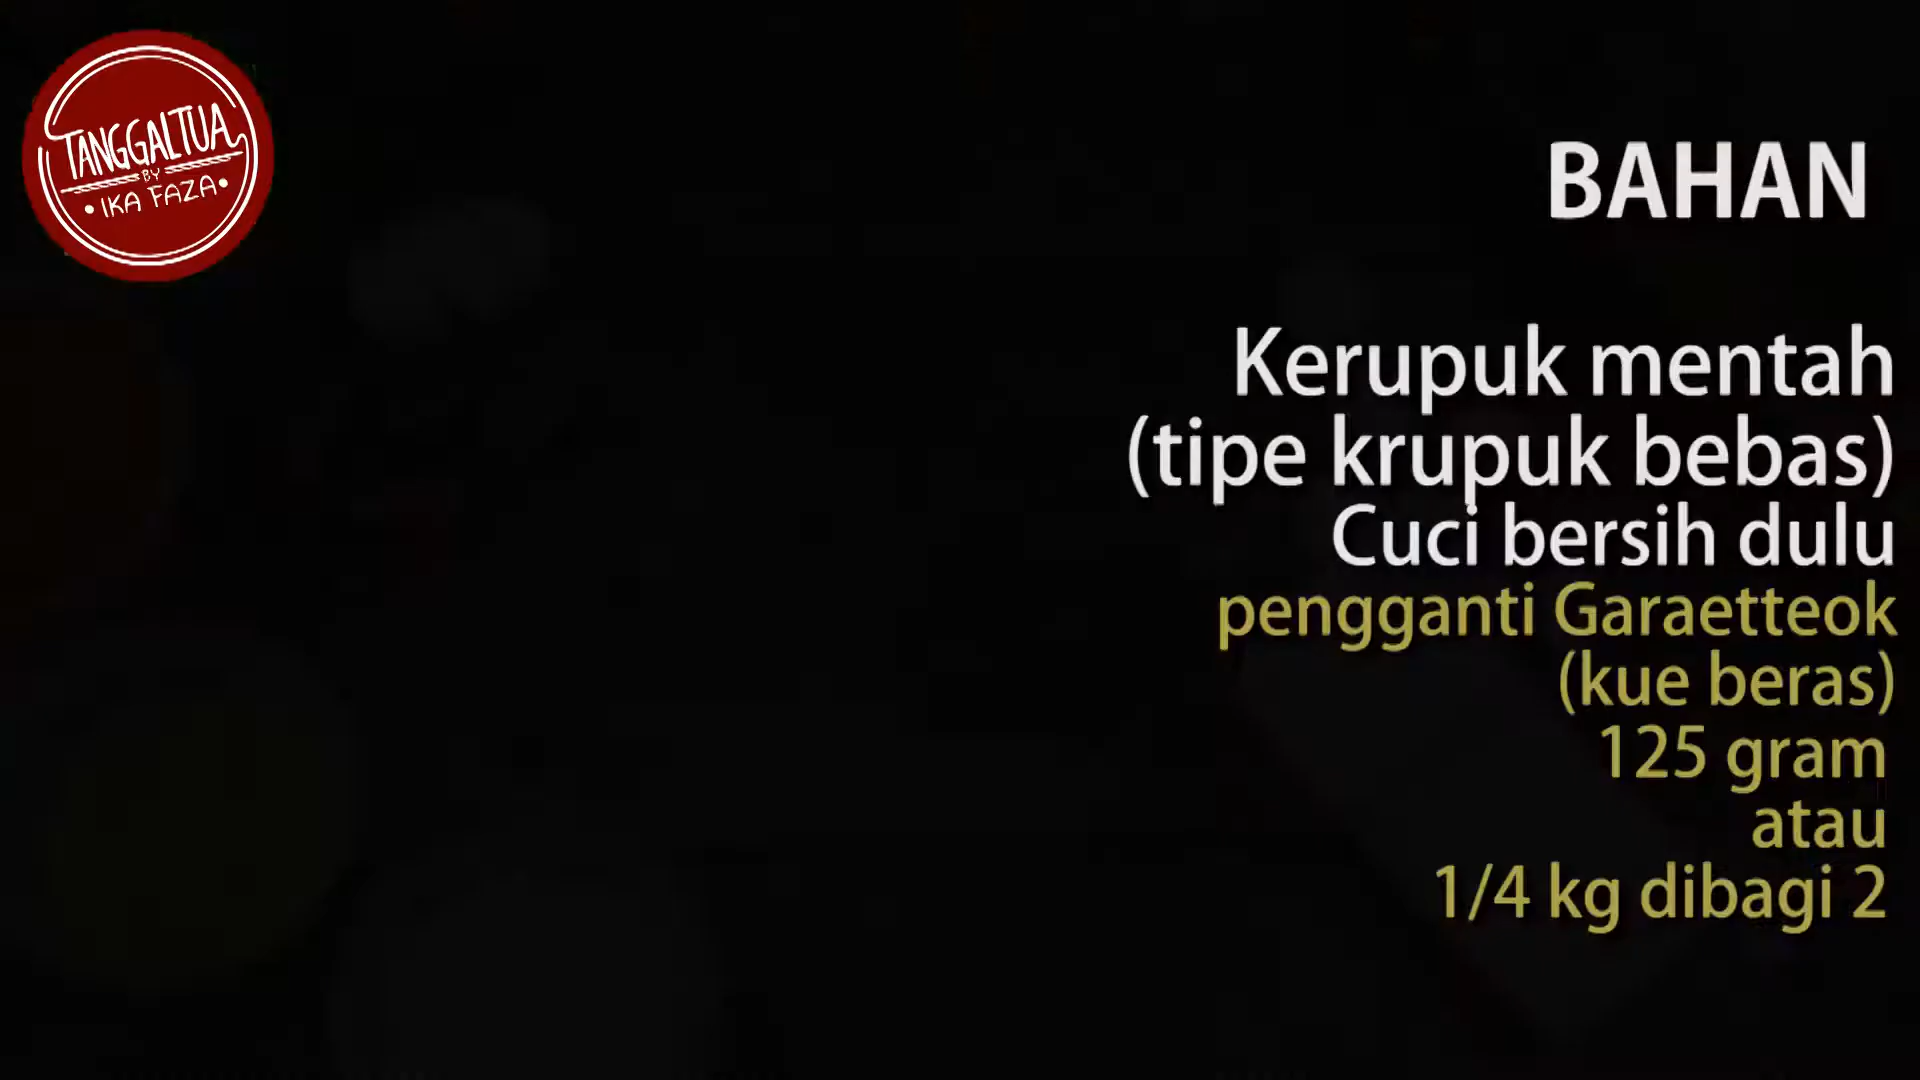 TANGGALTUA
BY
• IKA FAZA •
BAHAN
Kerupuk mentah
(tipe krupuk bebas)
Cuci bersih dulu
pengganti Garaetteok
(kue beras)
125 gram
atau
1/4 kg dibagi 2